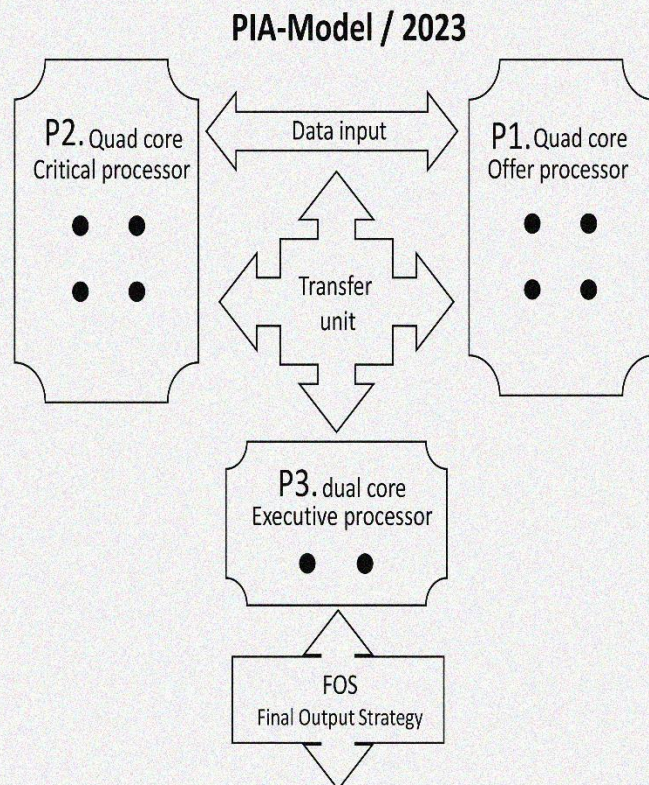 PIA-Model / 2023
P2. Quad core
Critical processor
Data input
P1. Quad core
Offer processor
Transfer
unit
P3. dual core
Executive processor
FOS
Final Output Strategy